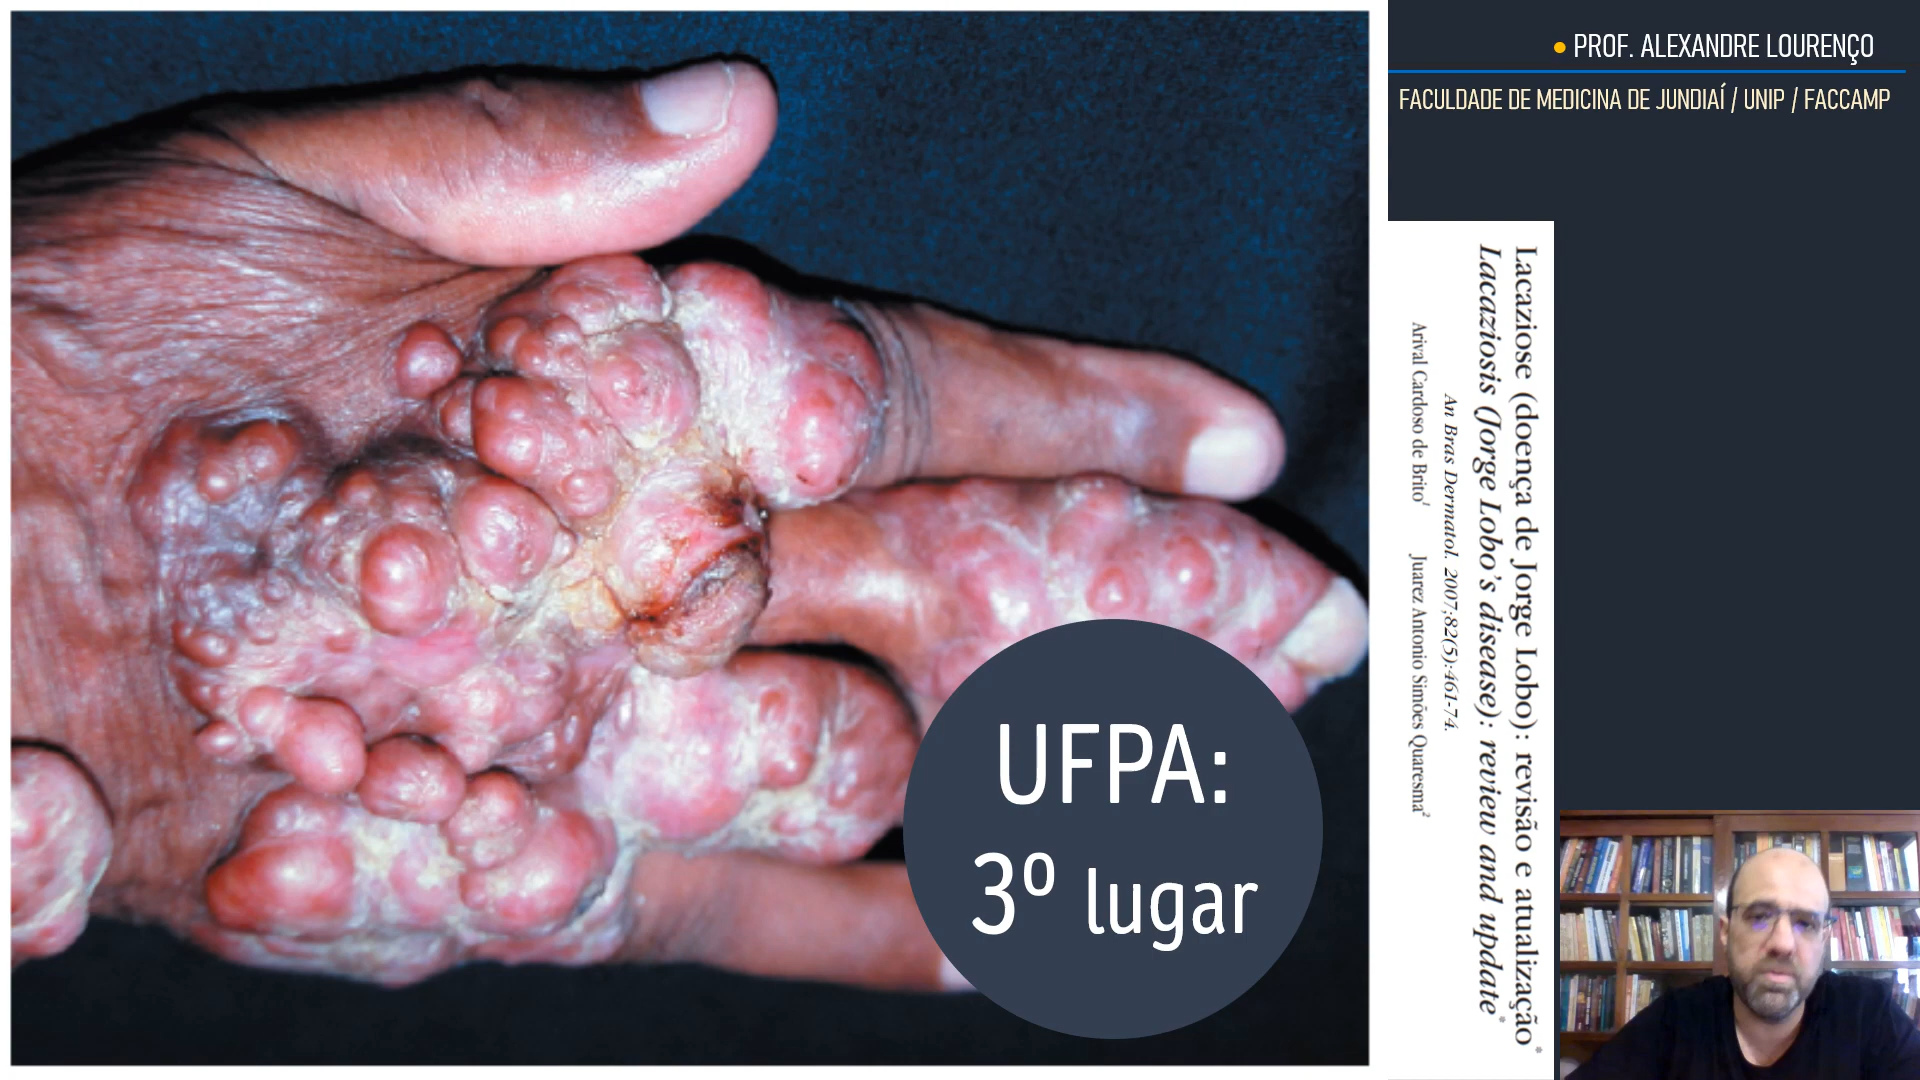 PROF. ALEXANDRE LOURENÇO
FACULDADE DE MEDICINA DE JUNDIAÍ / UNIP / FACCAMP
Lacaziose (doença de Jorge Lobo): revisão e atualização*
Lacaziosis (Jorge Lobo's disease): review and update*
An Bras Dermatol. 2007;82(5):461-74.
Arival Cardoso de Brito¹ Juarez Antonio Simões Quaresma²
UFPA:
3º lugar